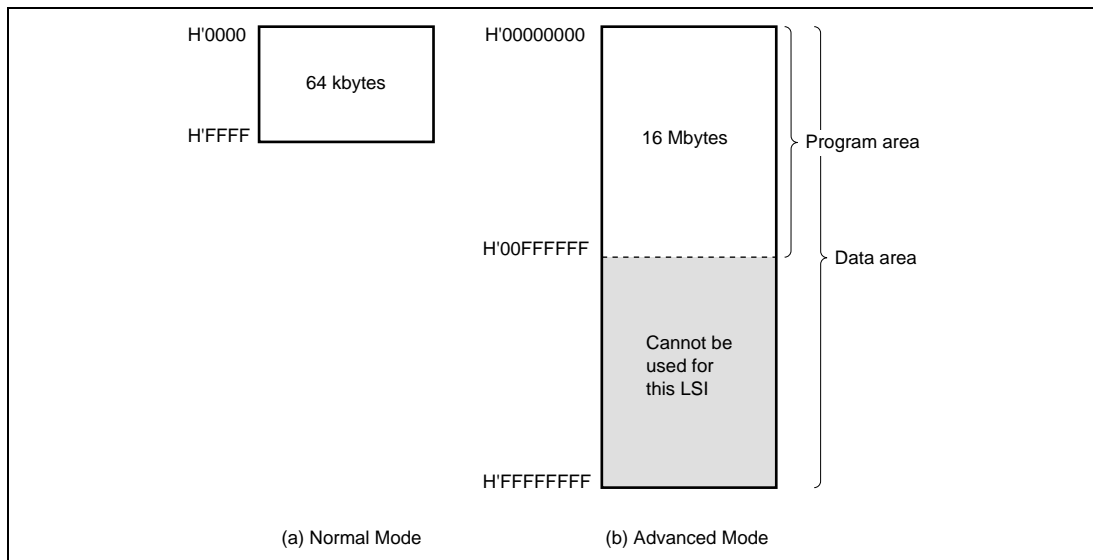 H'0000
64 kbytes
H'FFFF
(a) Normal Mode
H'00000000
16 Mbytes
Program area
H'00FFFFFF
Data area
Cannot be
used for
this LSI
H'FFFFFFFF
(b) Advanced Mode